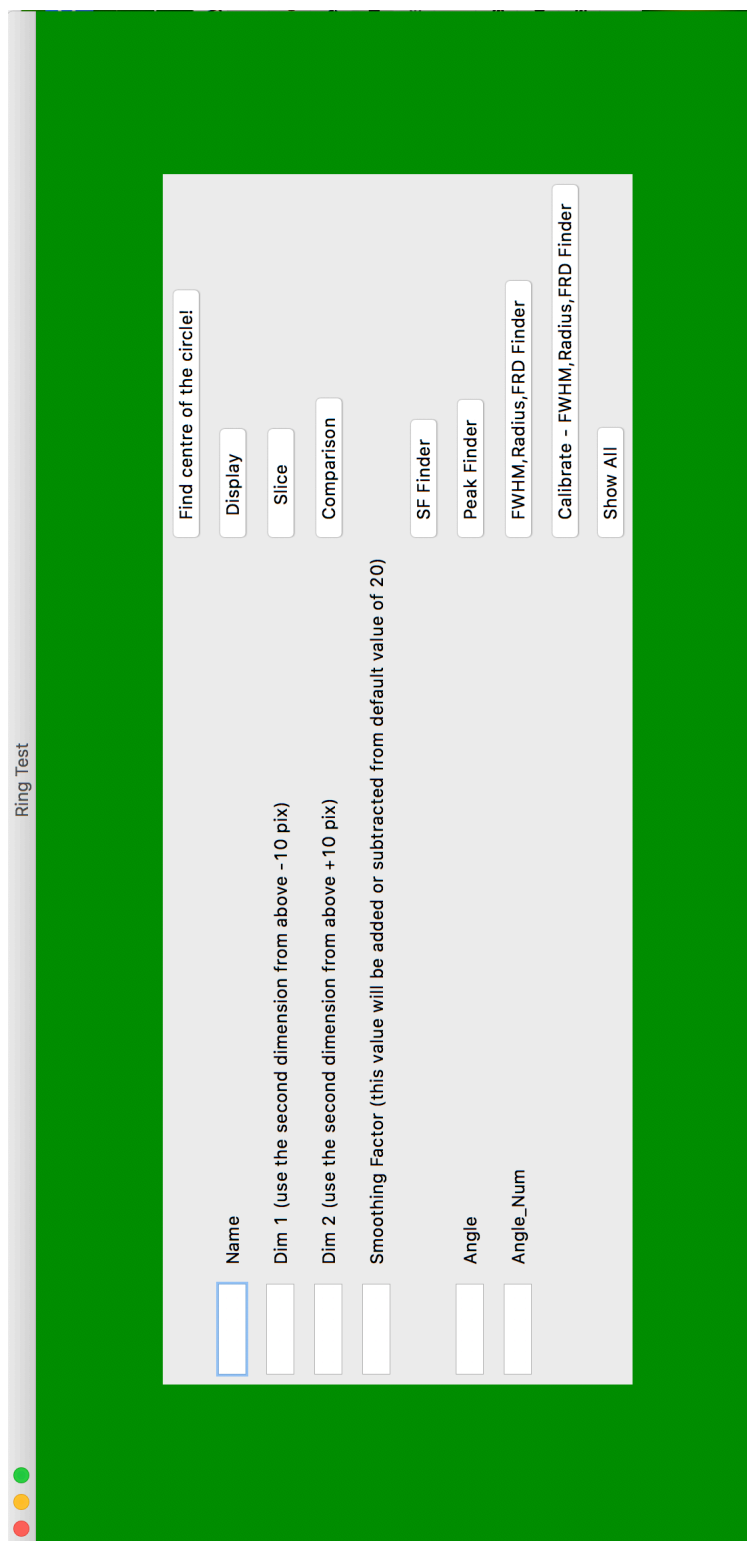 Ring Test
Find centre of the circle!
Name
Display
Dim 1 (use the second dimension from above -10 pix)
Slice
Dim 2 (use the second dimension from above +10 pix)
Comparison
Smoothing Factor (this value will be added or subtracted from default value of 20)
SF Finder
Angle
Peak Finder
Angle_Num
FWHM,Radius,FRD Finder
Calibrate - FWHM,Radius,FRD Finder
Show All